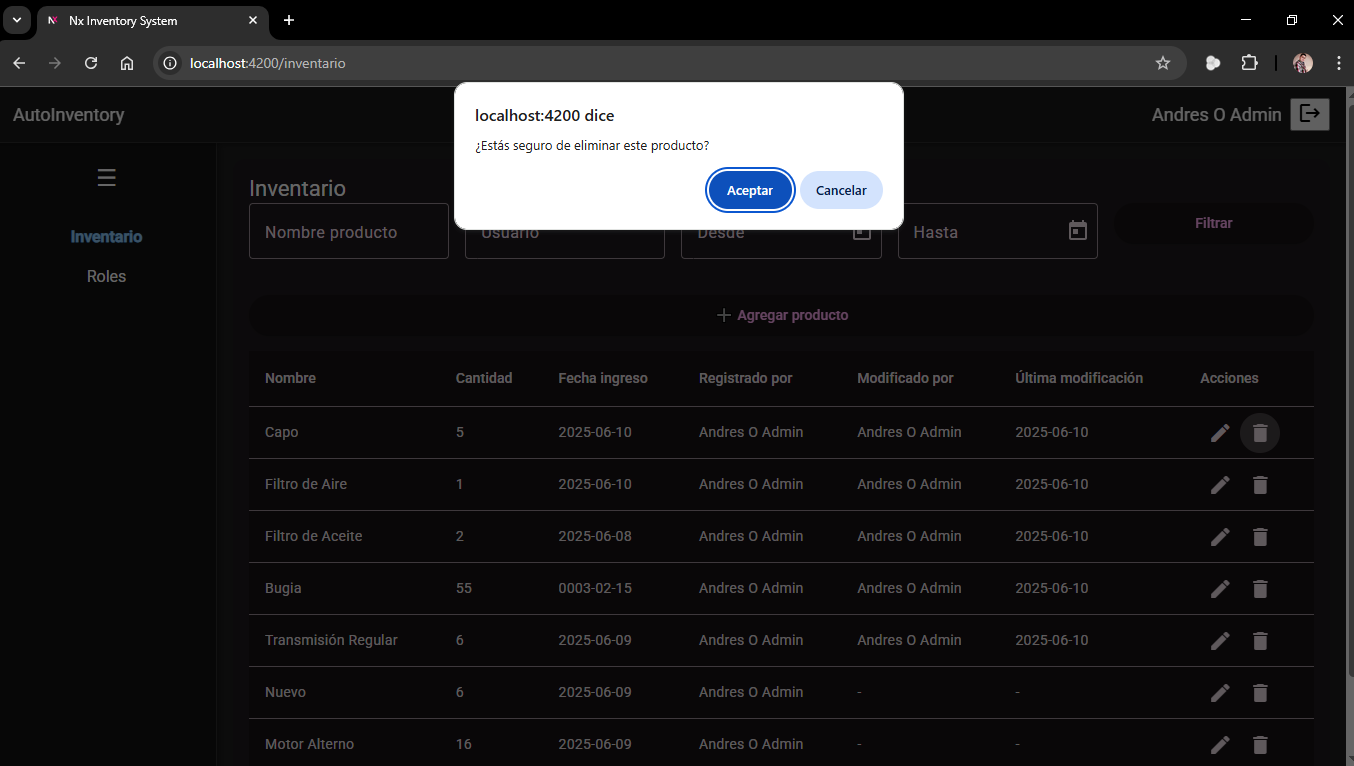 Nx Inventory System
localhost:4200/inventario
AutoInventory
Andres O Admin
localhost:4200 dice
¿Estás seguro de eliminar este producto?
Aceptar
Cancelar
Inventario
Roles
Inventario
Nombre producto
Usuario
Desde
Hasta
Filtrar
Agregar producto
Nombre Cantidad Fecha ingreso Registrado por Modificado por Última modificación Acciones
Capo 5 2025-06-10 Andres O Admin Andres O Admin 2025-06-10
Filtro de Aire 1 2025-06-10 Andres O Admin Andres O Admin 2025-06-10
Filtro de Aceite 2 2025-06-08 Andres O Admin Andres O Admin 2025-06-10
Bugia 55 0003-02-15 Andres O Admin Andres O Admin 2025-06-10
Transmisión Regular 6 2025-06-09 Andres O Admin Andres O Admin 2025-06-10
Nuevo 6 2025-06-09 Andres O Admin - -
Motor Alterno 16 2025-06-09 Andres O Admin - -